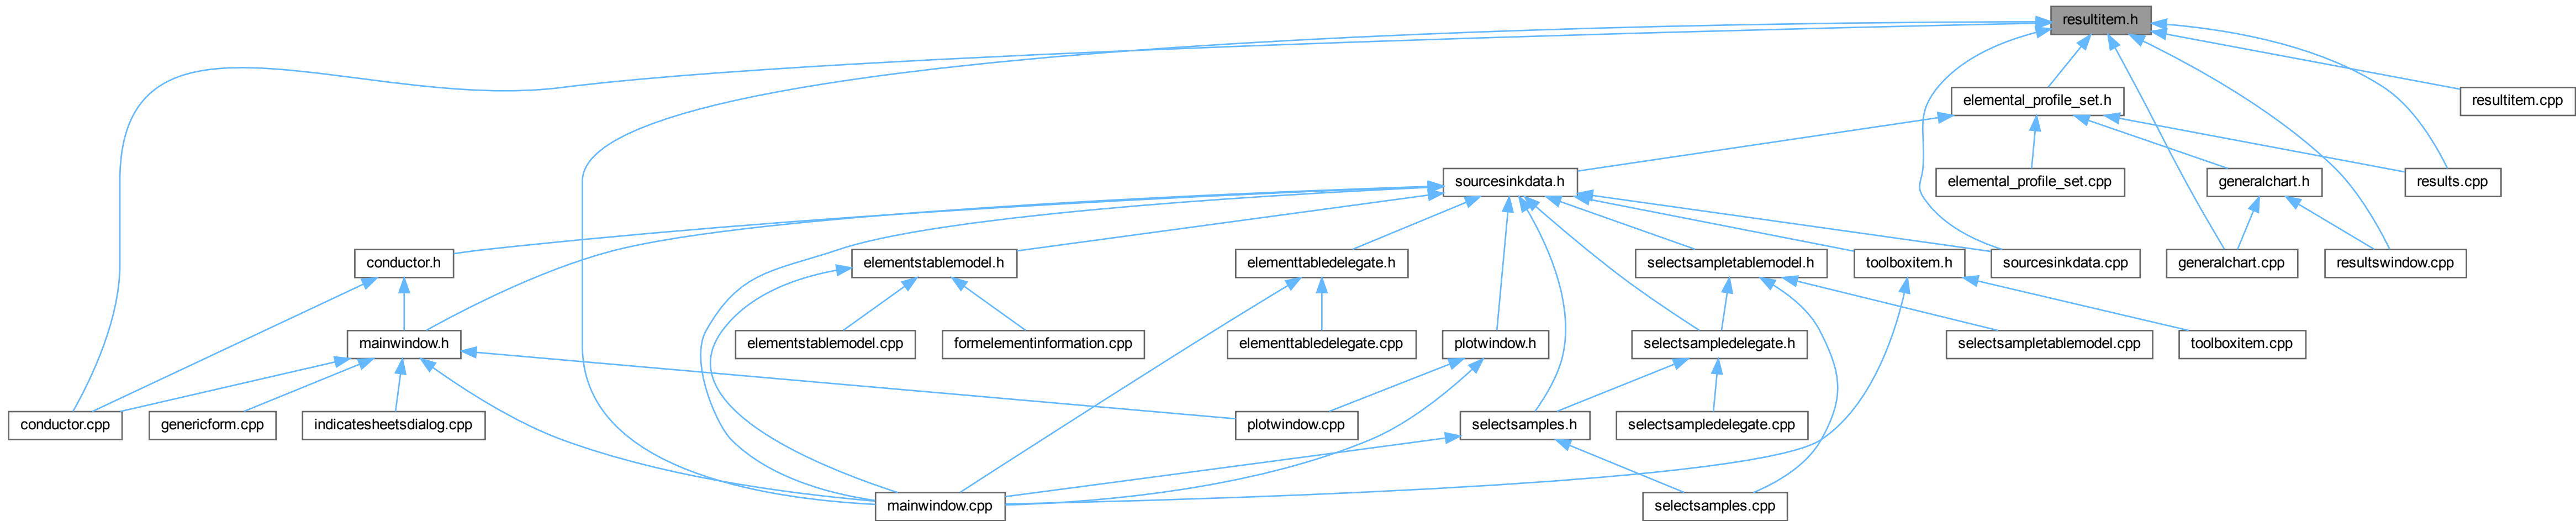 resultitem.h
elemental_profile_set.h
resultitem.cpp
sourcesinkdata.h
elemental_profile_set.cpp
generalchart.h
results.cpp
conductor.h
elementstablemodel.h
elementtabledelegate.h
selectsampletablemodel.h
toolboxitem.h
sourcesinkdata.cpp
generalchart.cpp
resultswindow.cpp
mainwindow.h
elementstablemodel.cpp
formelementinformation.cpp
elementtabledelegate.cpp
plotwindow.h
selectsampledelegate.h
selectsampletablemodel.cpp
toolboxitem.cpp
conductor.cpp
genericform.cpp
indicatesheetsdialog.cpp
plotwindow.cpp
selectsamples.h
selectsampledelegate.cpp
mainwindow.cpp
selectsamples.cpp